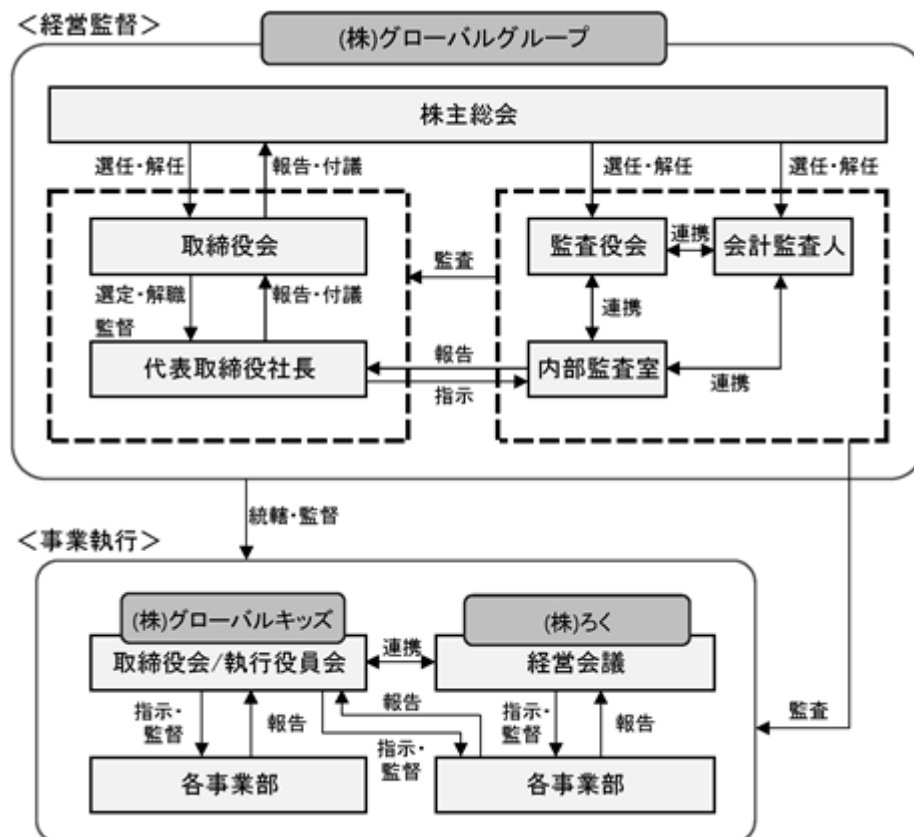 ＜経営監督＞
(株)グローバルグループ
株主総会
選任・解任
報告・付議
選任・解任
選任・解任
取締役会
監査役会
連携
会計監査人
監査
選定・解職
監督
報告・付議
連携
代表取締役社長
報告
指示
内部監査室
連携
統轄・監督
＜事業執行＞
(株)グローバルキッズ
(株)ろく
取締役会/執行役員会
連携
経営会議
指示・
監督
報告
報告
指示・
監督
指示・
監督
報告
監査
各事業部
各事業部